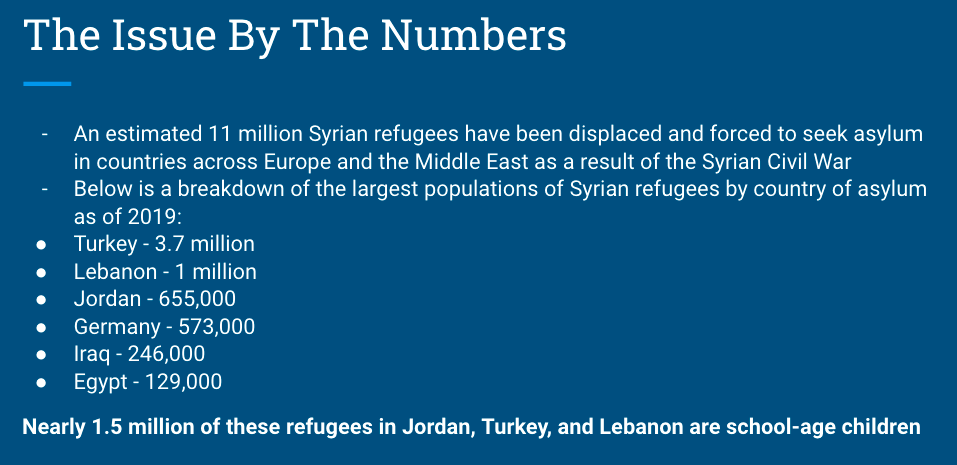 The Issue By The Numbers
- An estimated 11 million Syrian refugees have been displaced and forced to seek asylum
in countries across Europe and the Middle East as a result of the Syrian Civil War
- Below is a breakdown of the largest populations of Syrian refugees by country of asylum
as of 2019:
● Turkey - 3.7 million
● Lebanon - 1 million
● Jordan - 655,000
● Germany - 573,000
● Iraq - 246,000
● Egypt - 129,000
Nearly 1.5 million of these refugees in Jordan, Turkey, and Lebanon are school-age children